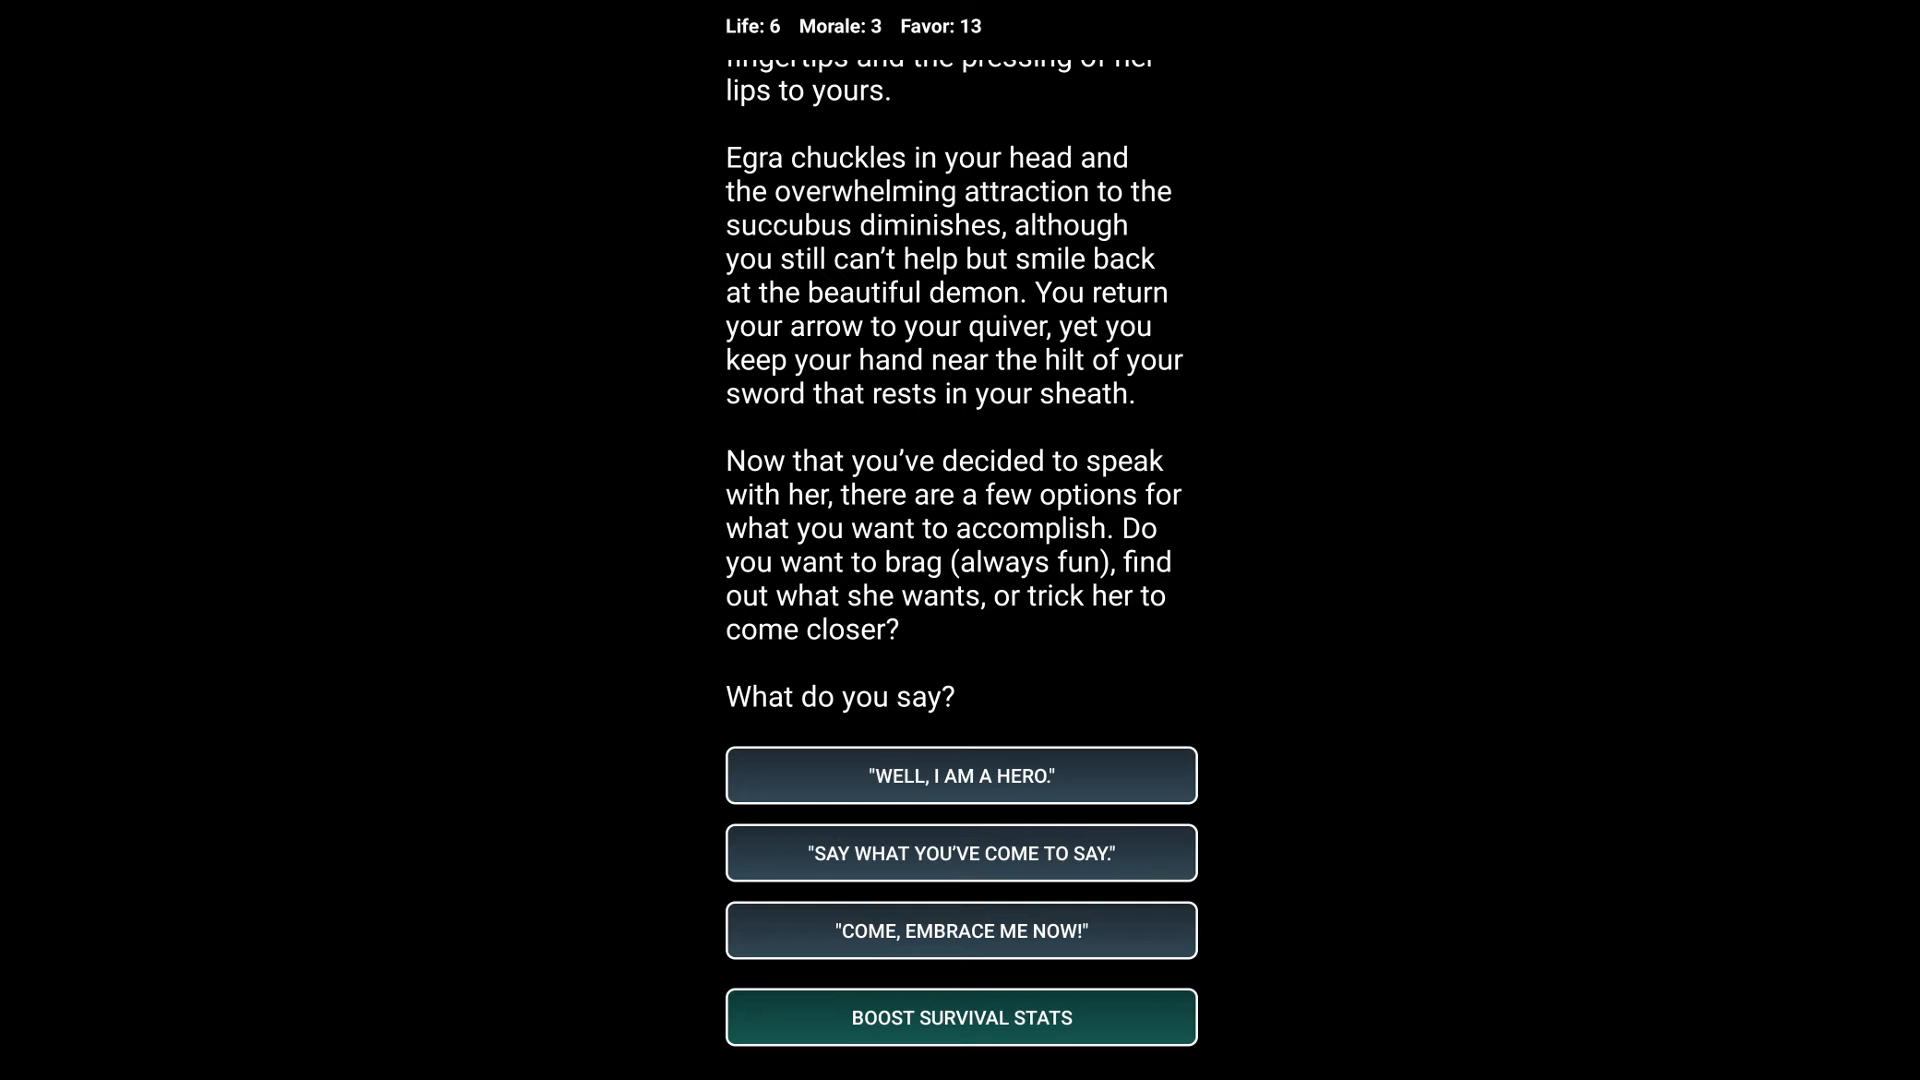 Life: 6 Morale: 3 Favor: 13
fingertips and the pressing of her
lips to yours.
Egra chuckles in your head and
the overwhelming attraction to the
succubus diminishes, although
you still can’t help but smile back
at the beautiful demon. You return
your arrow to your quiver, yet you
keep your hand near the hilt of your
sword that rests in your sheath.
Now that you’ve decided to speak
with her, there are a few options for
what you want to accomplish. Do
you want to brag (always fun), find
out what she wants, or trick her to
come closer?
What do you say?
"WELL, I AM A HERO."
"SAY WHAT YOU’VE COME TO SAY."
"COME, EMBRACE ME NOW!"
BOOST SURVIVAL STATS